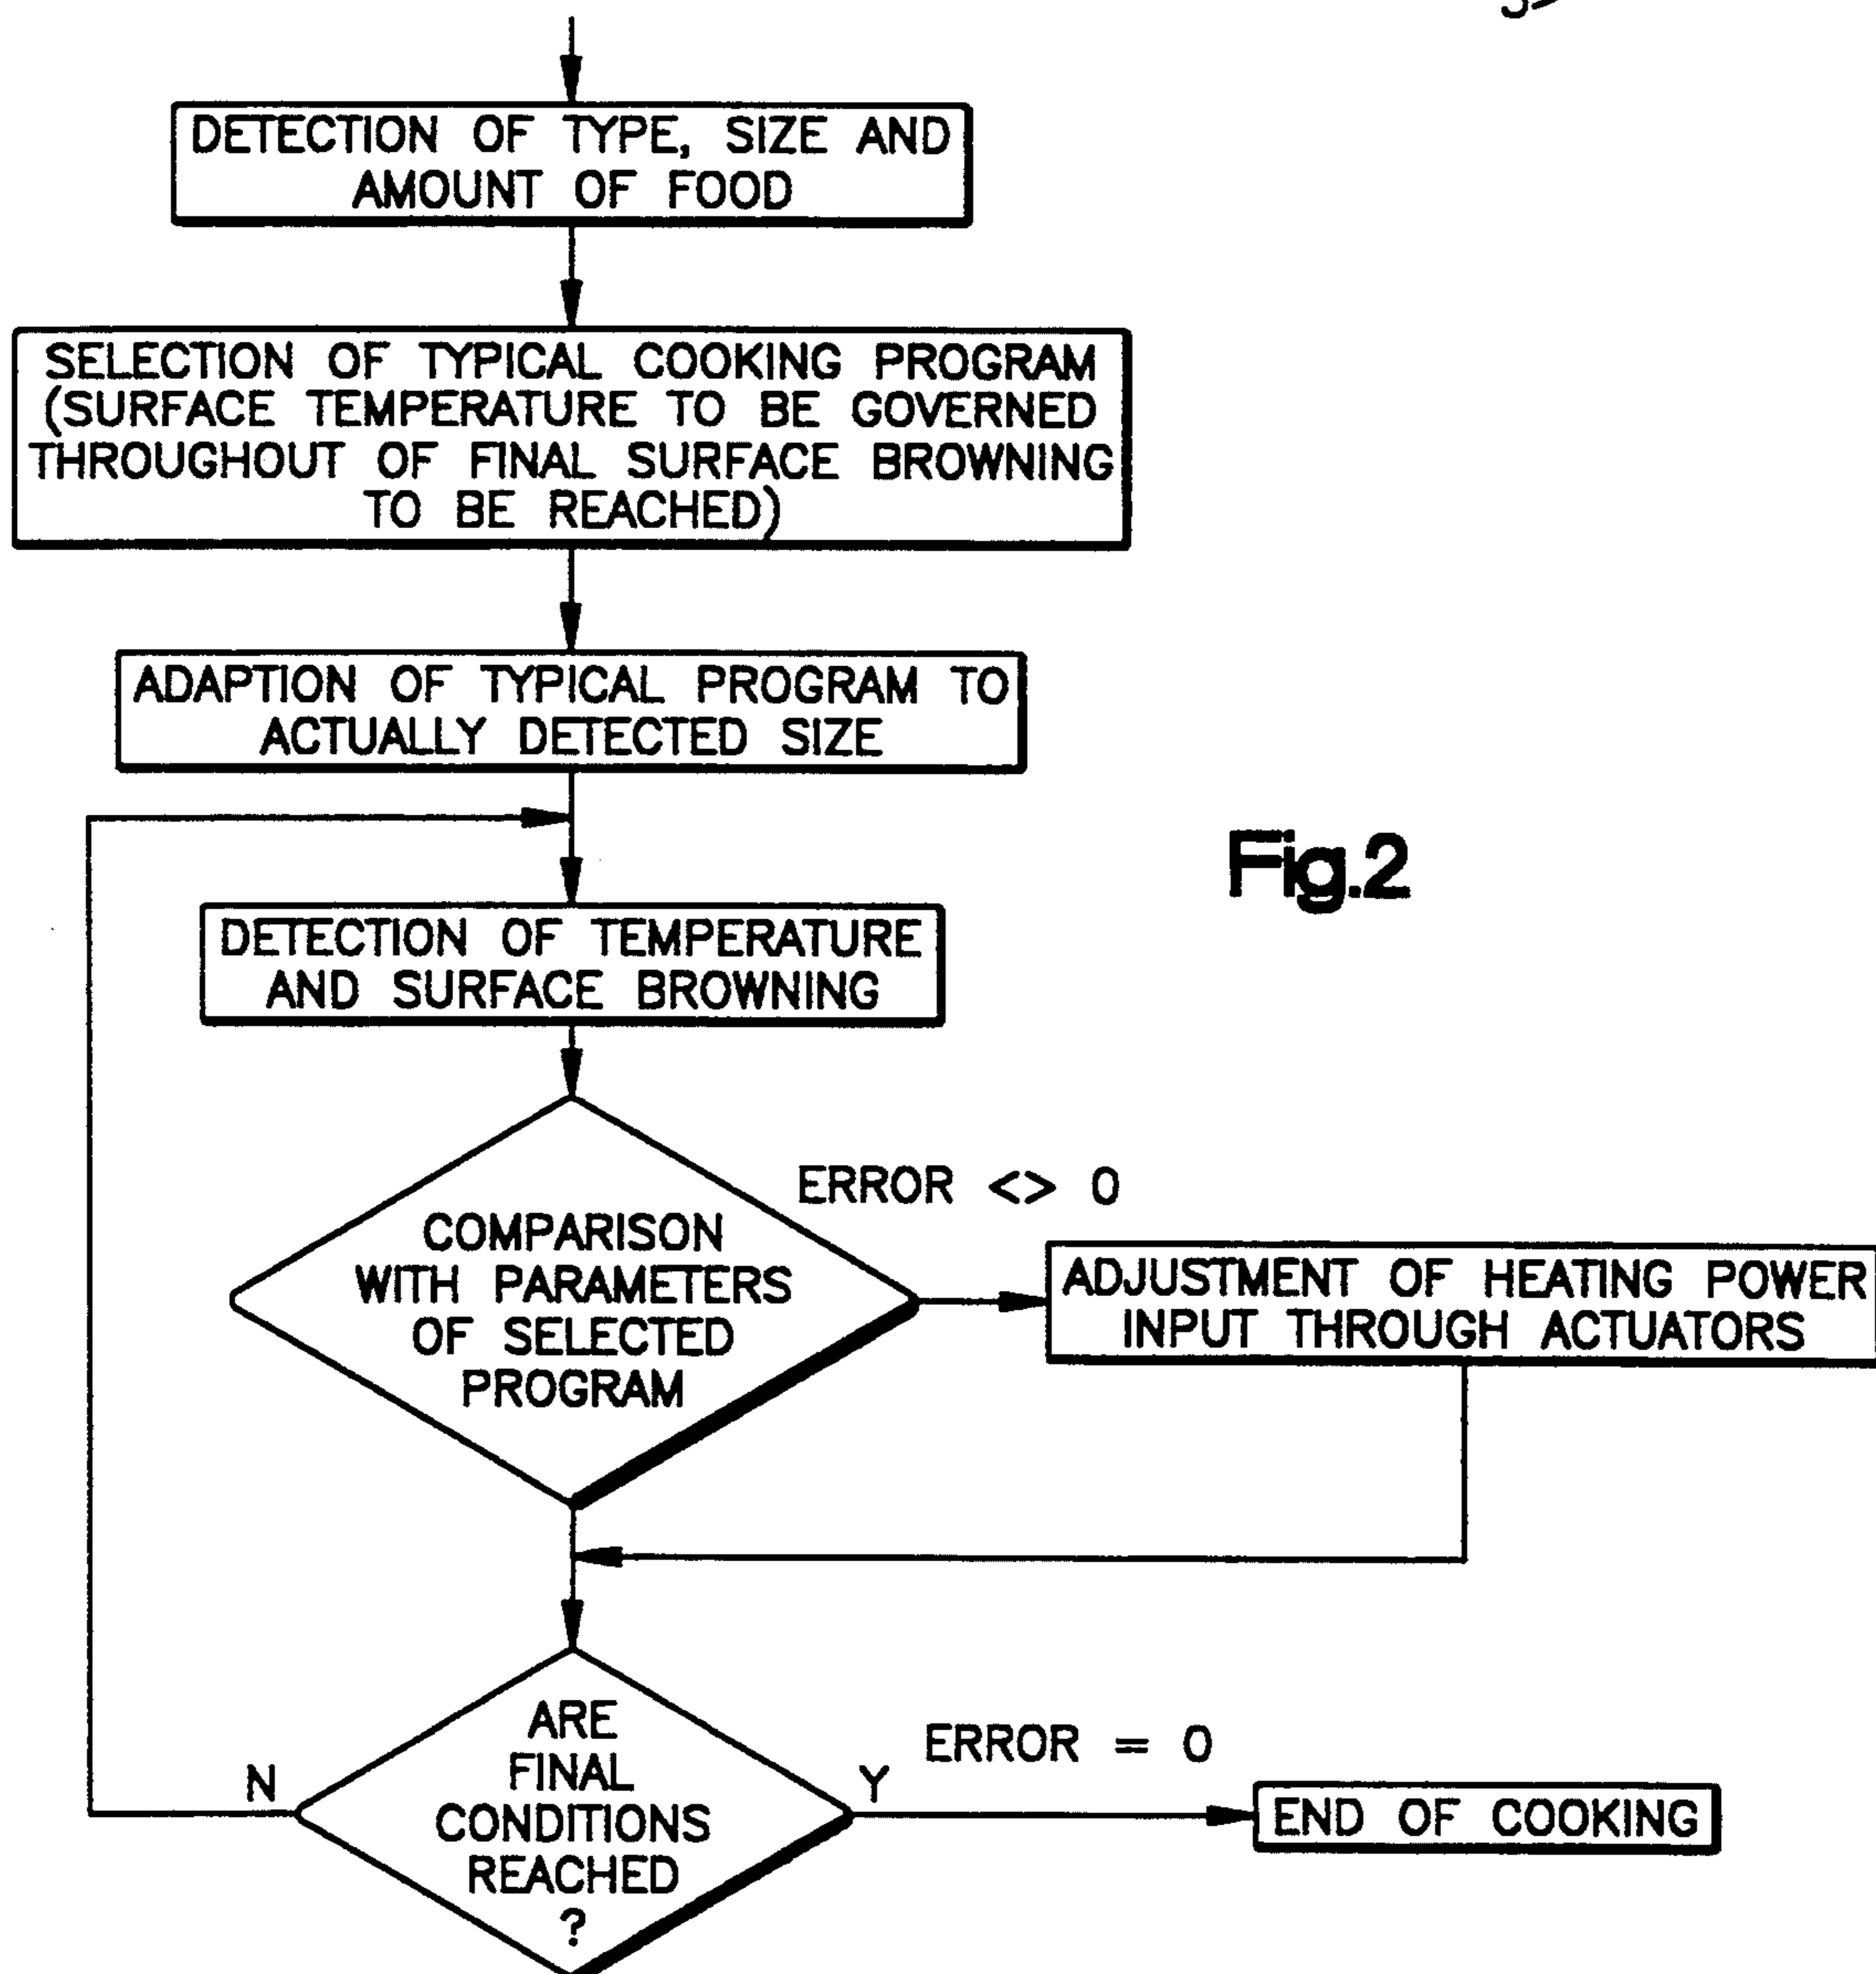 DETECTION OF TYPE, SIZE AND
AMOUNT OF FOOD
SELECTION OF TYPICAL COOKING PROGRAM
(SURFACE TEMPERATURE TO BE GOVERNED
THROUGHOUT OF FINAL SURFACE BROWNING
TO BE REACHED)
ADAPTION OF TYPICAL PROGRAM TO
ACTUALLY DETECTED SIZE
Fig.2
DETECTION OF TEMPERATURE
AND SURFACE BROWNING
ERROR <> 0
COMPARISON
WITH PARAMETERS
OF SELECTED
PROGRAM
ADJUSTMENT OF HEATING POWER
INPUT THROUGH ACTUATORS
ARE
FINAL
CONDITIONS
REACHED
?
N
Y
ERROR = 0
END OF COOKING